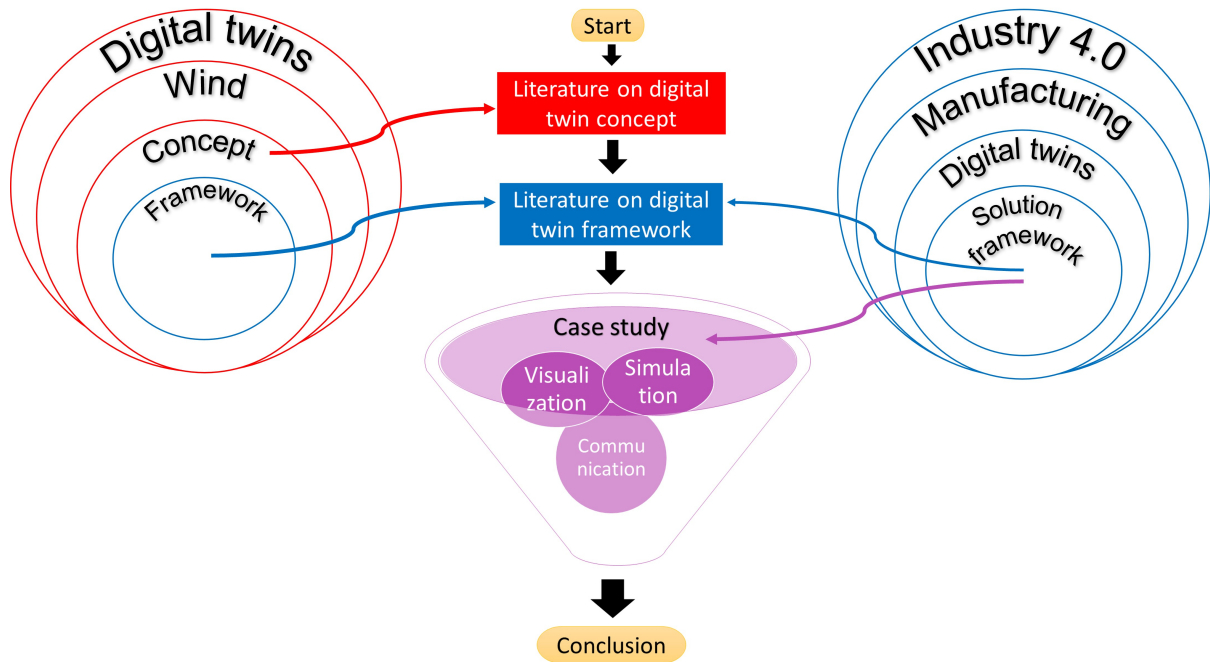 Digital twins
Wind
Concept
Framework
Start
Literature on digital
twin concept
Literature on digital
twin framework
Case study
Visuali
zation
Simula
tion
Commu
nication
Conclusion
Industry 4.0
Manufacturing
Digital twins
Solution
framework